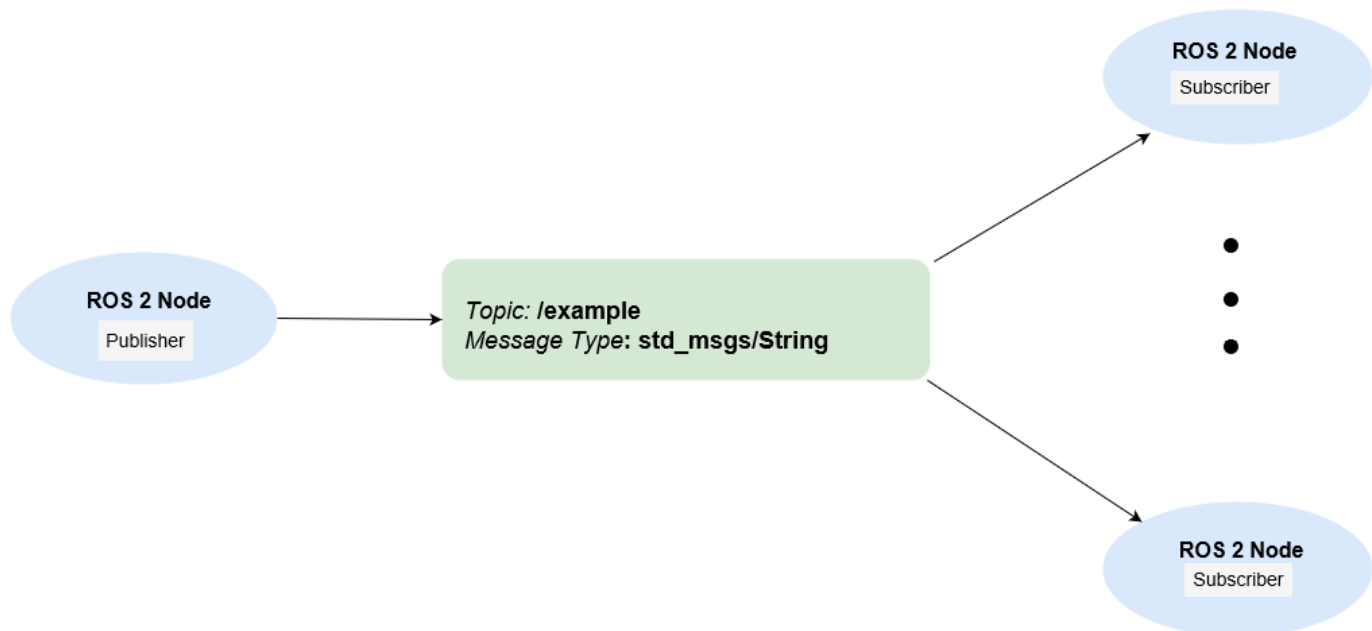 ROS 2 Node
Subscriber
ROS 2 Node
Publisher
Topic: /example
Message Type: std_msgs/String
ROS 2 Node
Subscriber